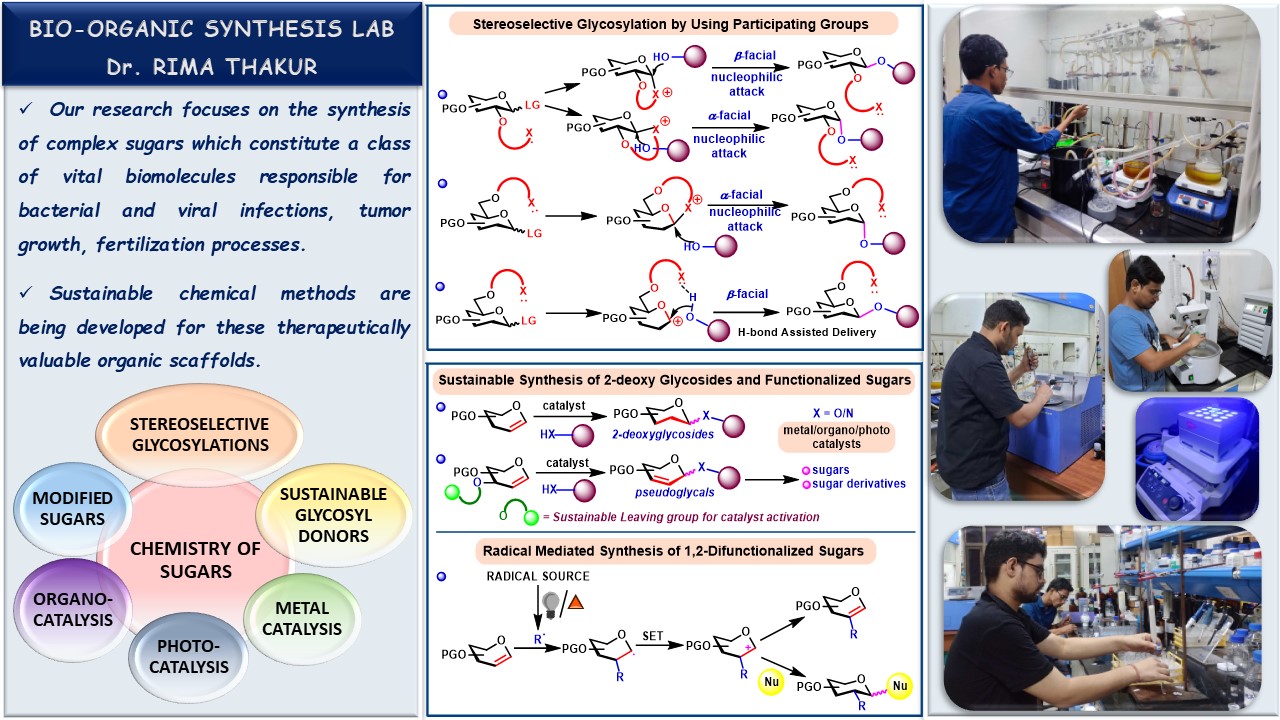 BIO-ORGANIC SYNTHESIS LAB
Dr. RIMA THAKUR
✓ Our research focuses on the synthesis
of complex sugars which constitute a class
of vital biomolecules responsible for
bacterial and viral infections, tumor
growth, fertilization processes.
✓ Sustainable chemical methods are
being developed for these therapeutically
valuable organic scaffolds.
STEREOSELECTIVE
GLYCOSYLATIONS
MODIFIED
SUGARS
SUSTAINABLE
GLYCOSYL
DONORS
CHEMISTRY OF
SUGARS
ORGANO-
CATALYSIS
METAL
CATALYSIS
PHOTO-
CATALYSIS
Stereoselective Glycosylation by Using Participating Groups
PGO O LG O X:
PGO O O X⊕ HO
β-facial
nucleophilic
attack
PGO O O O X:
PGO O O X⊕ HO
α-facial
nucleophilic
attack
PGO O O O X:
PGO O O LG X:
PGO O O X⊕ HO
α-facial
nucleophilic
attack
PGO O O O X:
PGO O O LG X:
PGO O O ⊕ X: H O
β-facial
H-bond Assisted Delivery
PGO O O O X:
Sustainable Synthesis of 2-deoxy Glycosides and Functionalized Sugars
PGO O
catalyst
HX
PGO O X
2-deoxyglycosides
X = O/N
metal/organo/photo
catalysts
PGO O O
catalyst
HX
PGO O X
pseudoglycals
sugars
sugar derivatives
O = Sustainable Leaving group for catalyst activation
Radical Mediated Synthesis of 1,2-Difunctionalized Sugars
RADICAL SOURCE
/
R·
PGO O
PGO O · R
SET
PGO O + R
PGO O R
Nu
PGO O R Nu